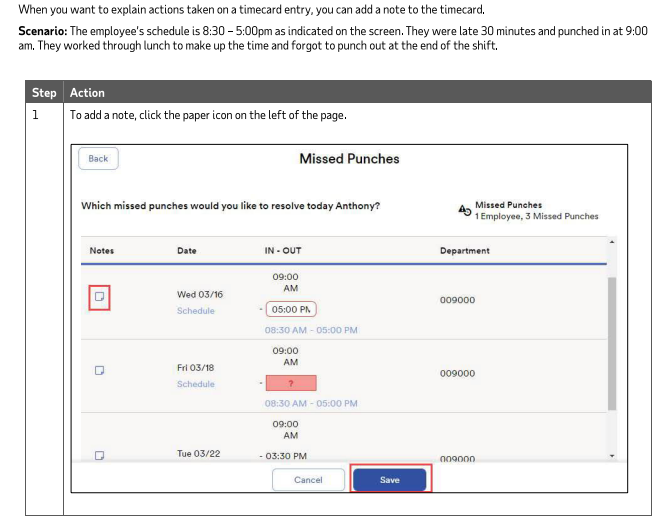 When you want to explain actions taken on a timecard entry, you can add a note to the timecard.
Scenario: The employee's schedule is 8:30 – 5:00pm as indicated on the screen. They were late 30 minutes and punched in at 9:00
am. They worked through lunch to make up the time and forgot to punch out at the end of the shift.
Step Action
1 To add a note, click the paper icon on the left of the page.
Back Missed Punches
Which missed punches would you like to resolve today Anthony?
Missed Punches
1 Employee, 3 Missed Punches
Notes Date IN - OUT Department
09:00
AM
Wed 03/16
Schedule
- 05:00 PM
009000
08:30 AM - 05:00 PM
09:00
AM
Fri 03/18
Schedule
- ?
009000
08:30 AM - 05:00 PM
09:00
AM
Tue 03/22 - 03:30 PM 009000
Cancel Save